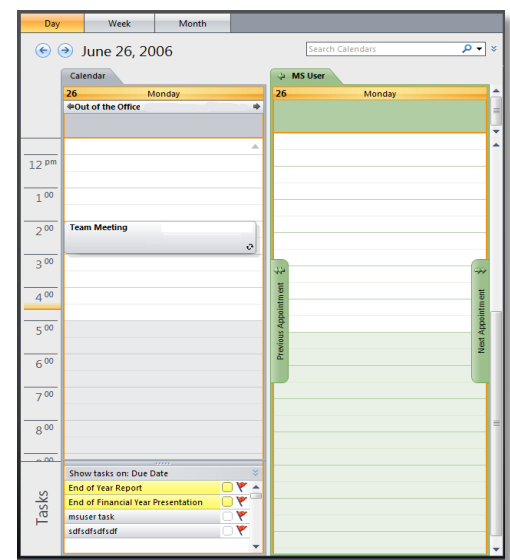 Day Week Month
June 26, 2006
Search Calendars
Calendar
MS User
26 Monday
26 Monday
Out of the Office
12 pm
1 00
2 00
Team Meeting
3 00
4 00
5 00
6 00
7 00
8 00
Previous Appointment
Next Appointment
Tasks
Show tasks on: Due Date
End of Year Report
End of Financial Year Presentation
msuser task
sdfsdfsdfsdf